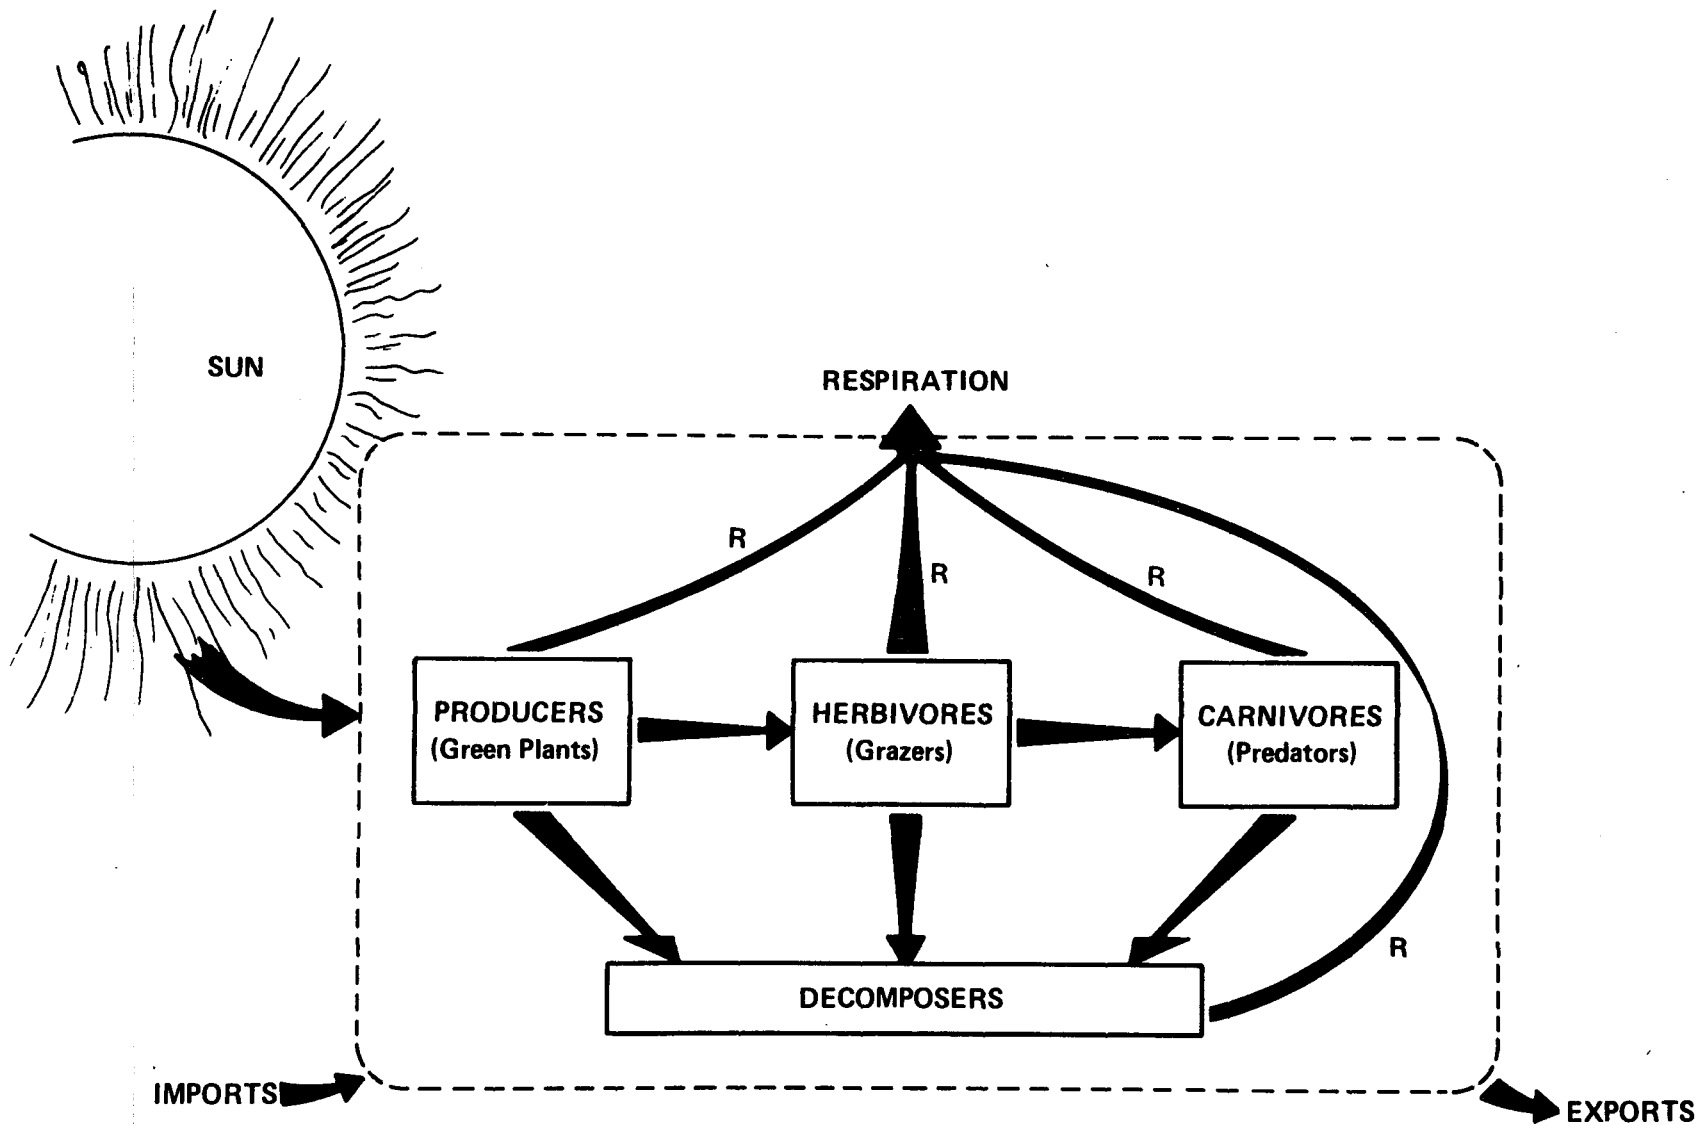 SUN
RESPIRATION
R
R
R
PRODUCERS
(Green Plants)
HERBIVORES
(Grazers)
CARNIVORES
(Predators)
R
DECOMPOSERS
IMPORTS
EXPORTS